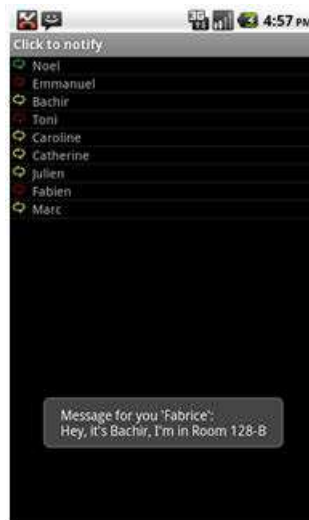 4:57 PM
Click to notify
Noel
Emmanuel
Bachir
Toni
Caroline
Catherine
Julien
Fabien
Marc
Message for you 'Fabrice':
Hey, it's Bachir, I'm in Room 128-B